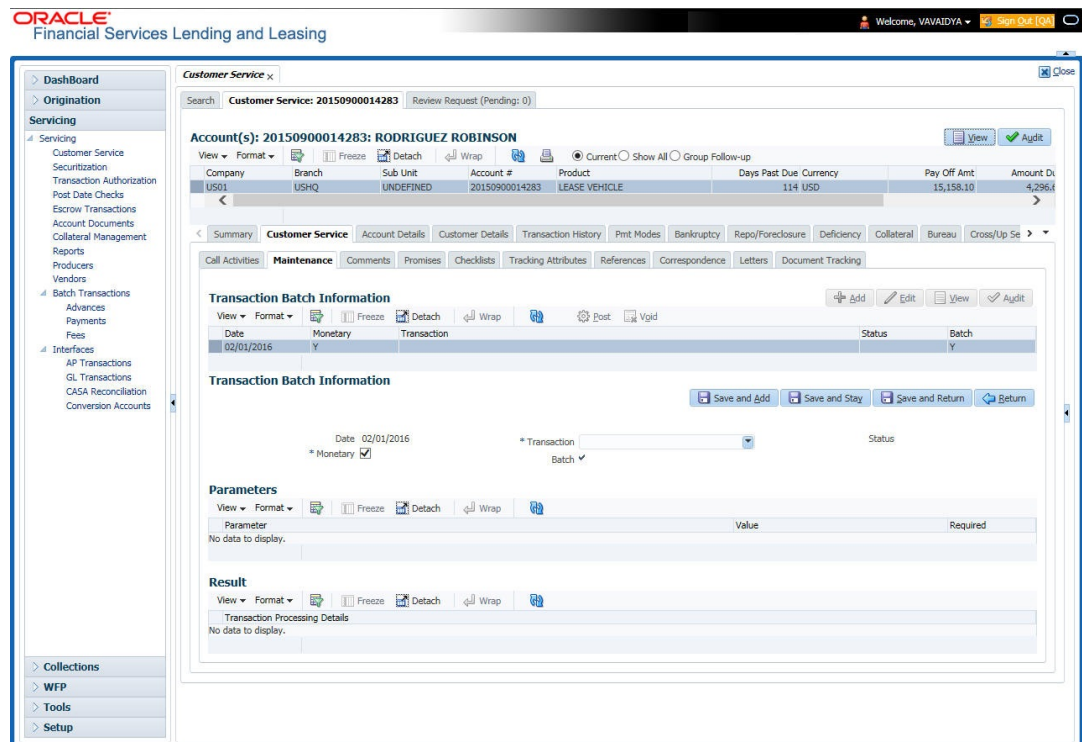 ORACLE
Financial Services Lending and Leasing
Welcome, VAVAIDYA
Sign Out [QA]
Close
DashBoard
Origination
Servicing
Servicing
Customer Service
Securitization
Transaction Authorization
Post Date Checks
Escrow Transactions
Account Documents
Collateral Management
Reports
Producers
Vendors
Batch Transactions
Advances
Payments
Fees
Interfaces
AP Transactions
GL Transactions
CASA Reconciliation
Conversion Accounts
Collections
WFP
Tools
Setup
Customer Service
Search Customer Service: 20150900014283 Review Request (Pending: 0)
Account(s): 20150900014283: RODRIGUEZ ROBINSON
View Audit
View Format Freeze Detach Wrap Current Show All Group Follow-up
Company Branch Sub Unit Account # Product Days Past Due Currency Pay Off Amt Amount Du
US01 USHQ UNDEFINED 20150900014283 LEASE VEHICLE 114 USD 15,158.10 4,296.6
Summary Customer Service Account Details Customer Details Transaction History Pmt Modes Bankruptcy Repo/Foreclosure Deficiency Collateral Bureau Cross/Up Se
Call Activities Maintenance Comments Promises Checklists Tracking Attributes References Correspondence Letters Document Tracking
Transaction Batch Information
Add Edit View Audit
View Format Freeze Detach Wrap Post Void
Date Monetary Transaction Status Batch
02/01/2016 Y Y
Transaction Batch Information
Save and Add Save and Stay Save and Return Return
Date 02/01/2016 * Transaction Status
* Monetary Batch
Parameters
View Format Freeze Detach Wrap
Parameter Value Required
No data to display.
Result
View Format Freeze Detach Wrap
Transaction Processing Details
No data to display.